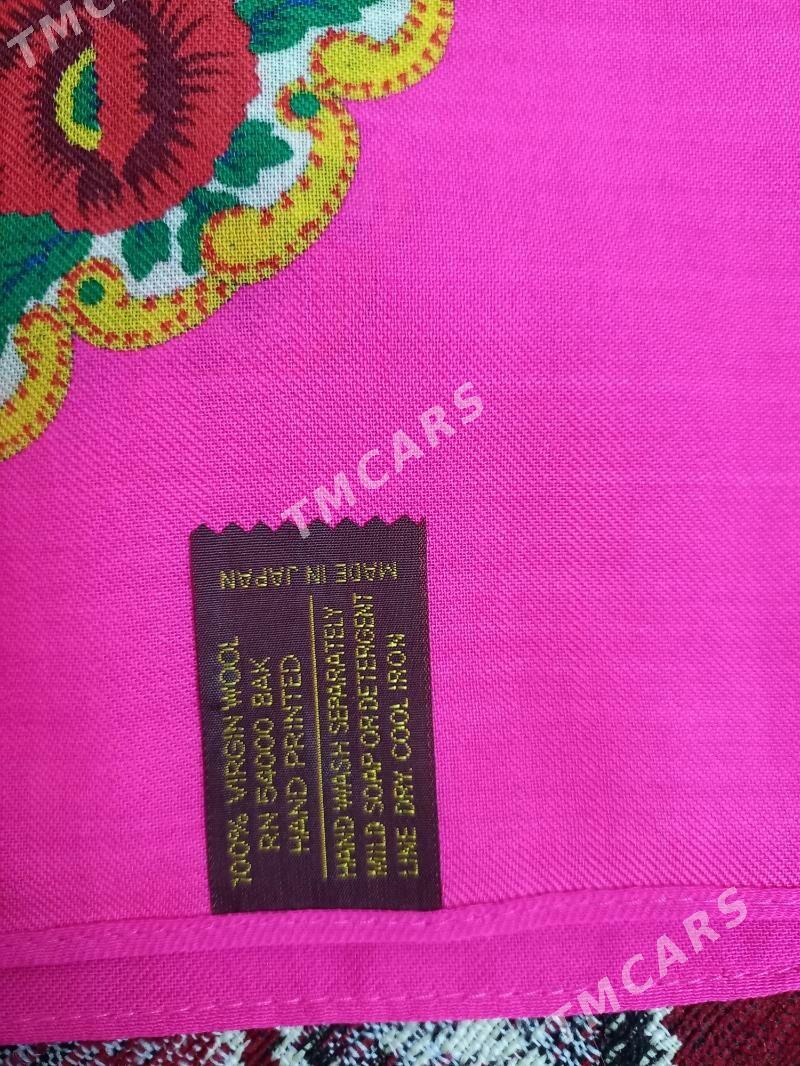 TMCARS
TMCARS
MADE IN JAPAN
100% VIRGIN WOOL
RN 54000 BAK
HAND PRINTED
HAND WASH SEPARATELY
MILD SOAP OR DETERGENT
LINE DRY. COOL IRON
TMCARS